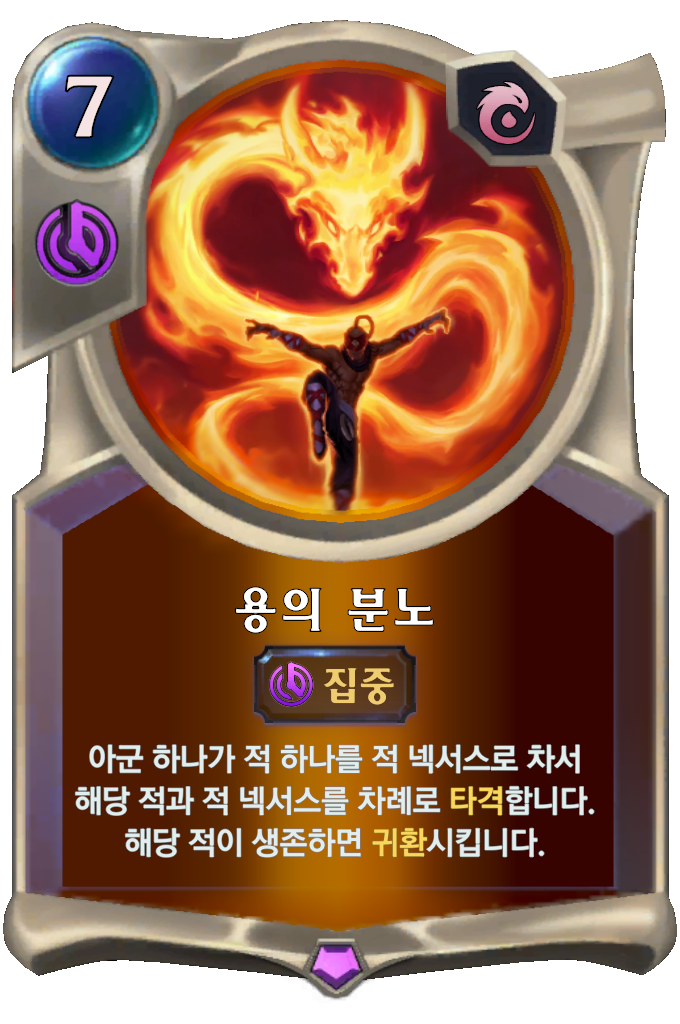 7
용의 분노
집중
아군 하나가 적 하나를 적 넥서스로 차서
해당 적과 적 넥서스를 차례로 타격합니다.
해당 적이 생존하면 귀환시킵니다.